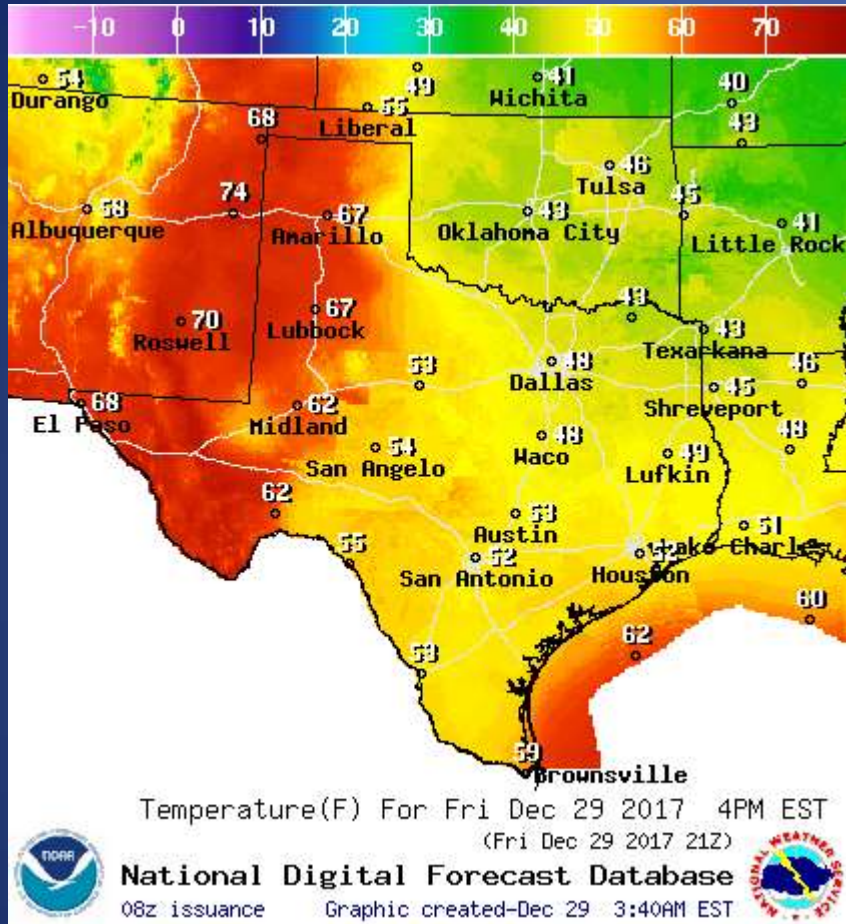 -10 0 10 20 30 40 50 60 70
54
Durango
49
41
Wichita
40
55
Liberal
68
43
46
Tulsa
58
Albuquerque
74
67
Amarillo
43
Oklahoma City
45
41
Little Rock
70
Roswell
67
Lubbock
43
43
Texarkana
53
48
Dallas
45
Shreveport
46
68
El Paso
62
Midland
54
San Angelo
48
Waco
49
Lufkin
48
62
53
Austin
51
Lake Charles
55
52
San Antonio
52
Houston
60
62
53
59
Brownsville
Temperature(F) For Fri Dec 29 2017 4PM EST
(Fri Dec 29 2017 21Z)
NOAA
National Digital Forecast Database
08z issuance Graphic created-Dec 29 3:40AM EST
NATIONAL WEATHER SERVICE